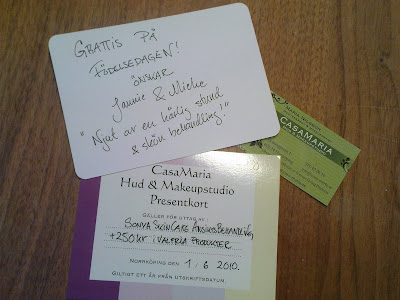 GRATTIS PÅ
FÖDELSEDAGEN!
ÖNSKAR
Jannie & Micke
"Njut av en härlig stund
& skön behandling!"
CASAMARIA
CasaMaria
Hud & Makeupstudio
Presentkort
GÄLLER FÖR UTTAG AV:
SONYA SKINCARE ANSIKTSBEHANDLING
+250 kr i VALFRIA PRODUKTER
NORRKÖPING DEN 1/6 2010.
GILTIGT ETT ÅR FRÅN UTSKRIFTSDATUM.